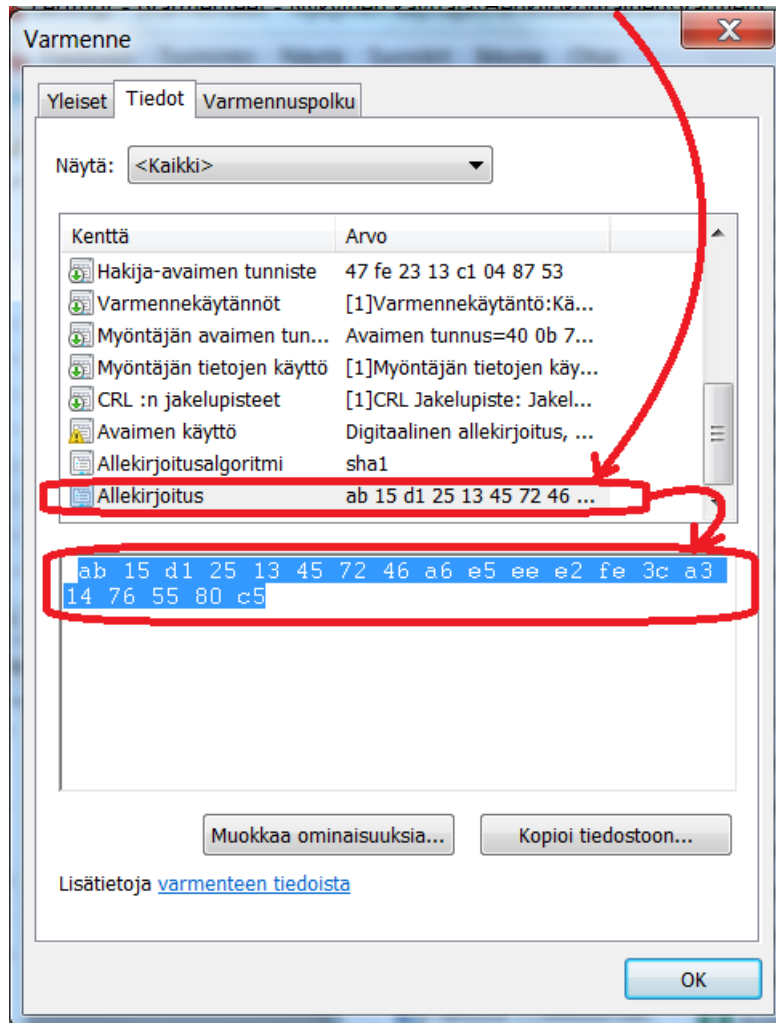 Varmenne
Yleiset Tiedot Varmennuspolku
Näytä: <Kaikki>
Kenttä Arvo
Hakija-avaimen tunniste 47 fe 23 13 c1 04 87 53
Varmennekäytännöt [1]Varmennekäytäntö:Kä...
Myöntäjän avaimen tun... Avaimen tunnus=40 0b 7...
Myöntäjän tietojen käyttö [1]Myöntäjän tietojen käy...
CRL :n jakelupisteet [1]CRL Jakelupiste: Jakel...
Avaimen käyttö Digitaalinen allekirjoitus, ...
Allekirjoitusalgoritmi sha1
Allekirjoitus ab 15 d1 25 13 45 72 46 ...
ab 15 d1 25 13 45 72 46 a6 e5 ee e2 fe 3c a3
14 76 55 80 c5
Muokkaa ominaisuuksia... Kopioi tiedostoon...
Lisätietoja varmenteen tiedoista
OK